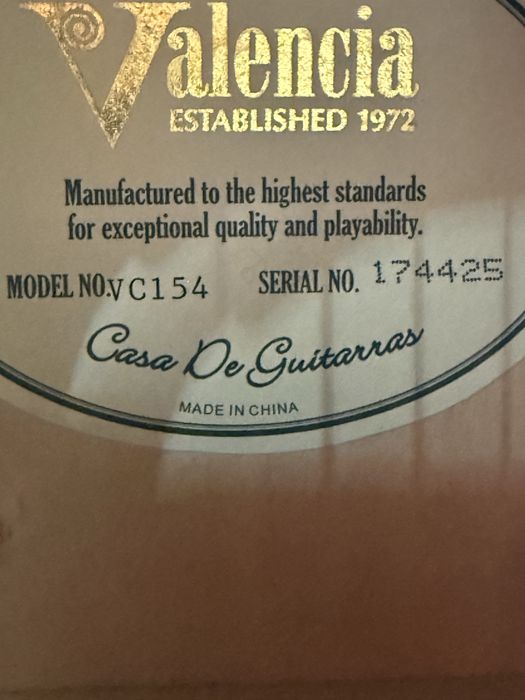 Valencia
ESTABLISHED 1972
Manufactured to the highest standards
for exceptional quality and playability.
MODEL NO.VC154 SERIAL NO. 174425
Casa De Guitarras
MADE IN CHINA